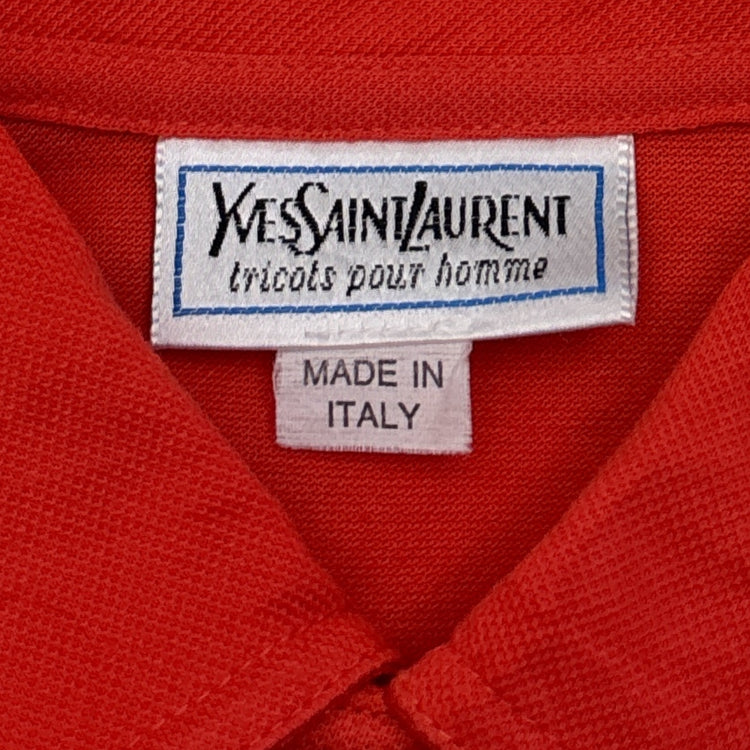 YVESSAINTLAURENT
tricots pour homme
MADE IN
ITALY